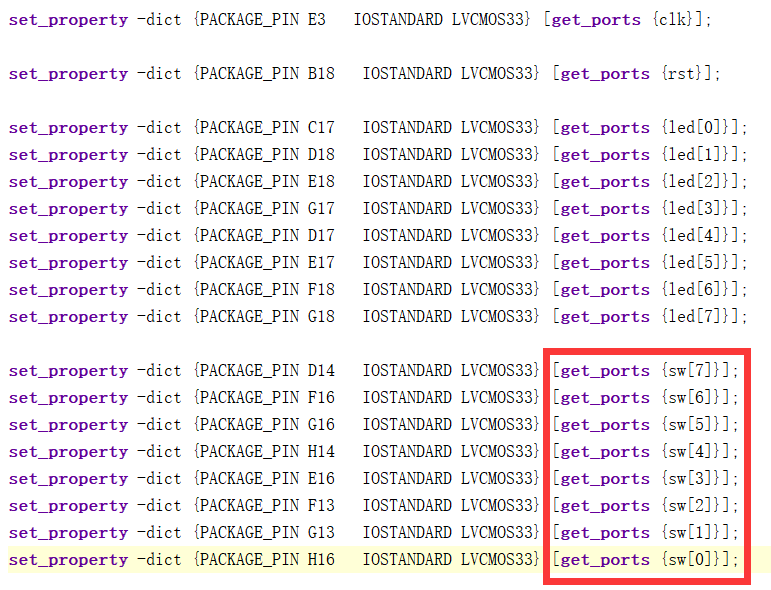 set_property -dict {PACKAGE_PIN E3 IOSTANDARD LVCMOS33} [get_ports {clk}];
set_property -dict {PACKAGE_PIN B18 IOSTANDARD LVCMOS33} [get_ports {rst}];
set_property -dict {PACKAGE_PIN C17 IOSTANDARD LVCMOS33} [get_ports {led[0]}];
set_property -dict {PACKAGE_PIN D18 IOSTANDARD LVCMOS33} [get_ports {led[1]}];
set_property -dict {PACKAGE_PIN E18 IOSTANDARD LVCMOS33} [get_ports {led[2]}];
set_property -dict {PACKAGE_PIN G17 IOSTANDARD LVCMOS33} [get_ports {led[3]}];
set_property -dict {PACKAGE_PIN D17 IOSTANDARD LVCMOS33} [get_ports {led[4]}];
set_property -dict {PACKAGE_PIN E17 IOSTANDARD LVCMOS33} [get_ports {led[5]}];
set_property -dict {PACKAGE_PIN F18 IOSTANDARD LVCMOS33} [get_ports {led[6]}];
set_property -dict {PACKAGE_PIN G18 IOSTANDARD LVCMOS33} [get_ports {led[7]}];
set_property -dict {PACKAGE_PIN D14 IOSTANDARD LVCMOS33} [get_ports {sw[7]}];
set_property -dict {PACKAGE_PIN F16 IOSTANDARD LVCMOS33} [get_ports {sw[6]}];
set_property -dict {PACKAGE_PIN G16 IOSTANDARD LVCMOS33} [get_ports {sw[5]}];
set_property -dict {PACKAGE_PIN H14 IOSTANDARD LVCMOS33} [get_ports {sw[4]}];
set_property -dict {PACKAGE_PIN E16 IOSTANDARD LVCMOS33} [get_ports {sw[3]}];
set_property -dict {PACKAGE_PIN F13 IOSTANDARD LVCMOS33} [get_ports {sw[2]}];
set_property -dict {PACKAGE_PIN G13 IOSTANDARD LVCMOS33} [get_ports {sw[1]}];
set_property -dict {PACKAGE_PIN H16 IOSTANDARD LVCMOS33} [get_ports {sw[0]}];